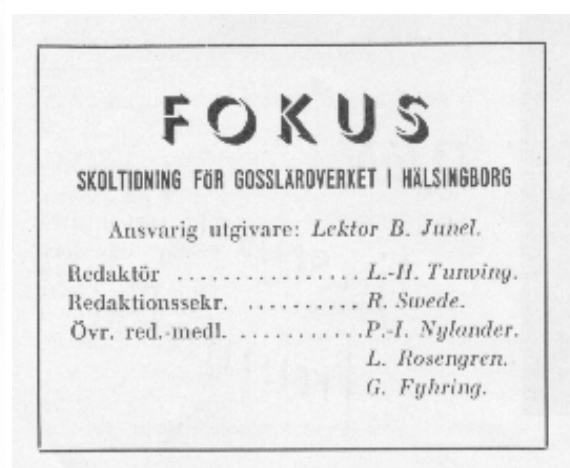 FOKUS
SKOLTIDNING FÖR GOSSLÄROVERKET I HÄLSINGBORG
Ansvarig utgivare: Lektor B. Junel.
Redaktör ................ L.-H. Tunving.
Redaktionssekr. .......... R. Swede.
Övr. red.-medl. ........... P.-I. Nylander.
L. Rosengren.
G. Fyhring.